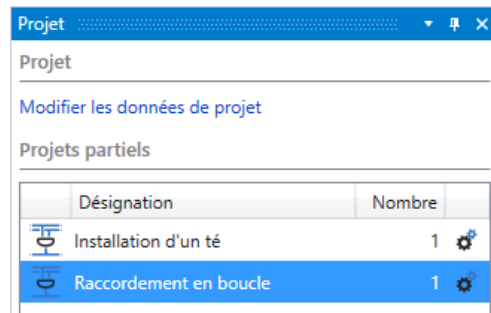 Projet
Projet
Modifier les données de projet
Projets partiels
Désignation Nombre
Installation d'un té 1
Raccordement en boucle 1